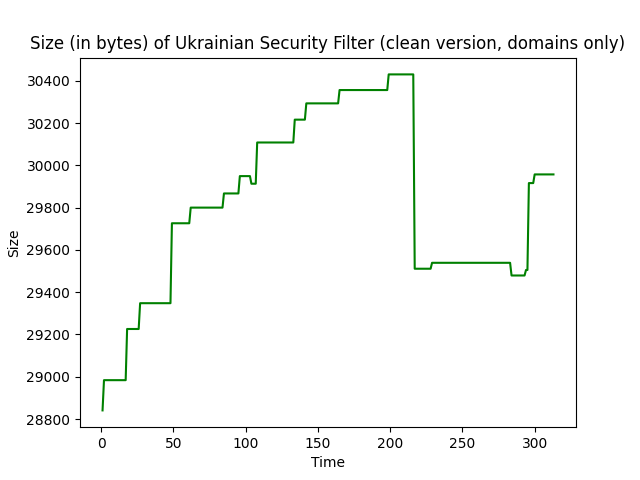 Size (in bytes) of Ukrainian Security Filter (clean version, domains only)
30400
30200
30000
29800
29600
29400
29200
29000
28800
Size
0 50 100 150 200 250 300
Time